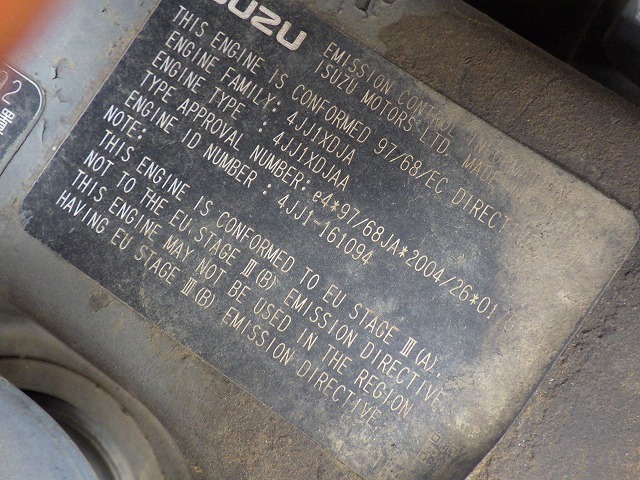 ISUZU
EMISSION CONTROL
ISUZU MOTORS LTD. MADE
THIS ENGINE IS CONFORMED 97/68/EC DIRECT
ENGINE FAMILY: 4JJ1XDJA
ENGINE TYPE : 4JJ1XDJAA
TYPE APPROVAL NUMBER: e4*97/68JA*2004/26*01
ENGINE ID NUMBER : 4JJ1-161094
NOTE:
THIS ENGINE IS CONFORMED TO EU STAGE Ⅲ(A),
NOT TO THE EU STAGE Ⅲ(B) EMISSION DIRECTIVE
THIS ENGINE MAY NOT BE USED IN THE REGION
HAVING EU STAGE Ⅲ(B) EMISSION DIRECTIVE